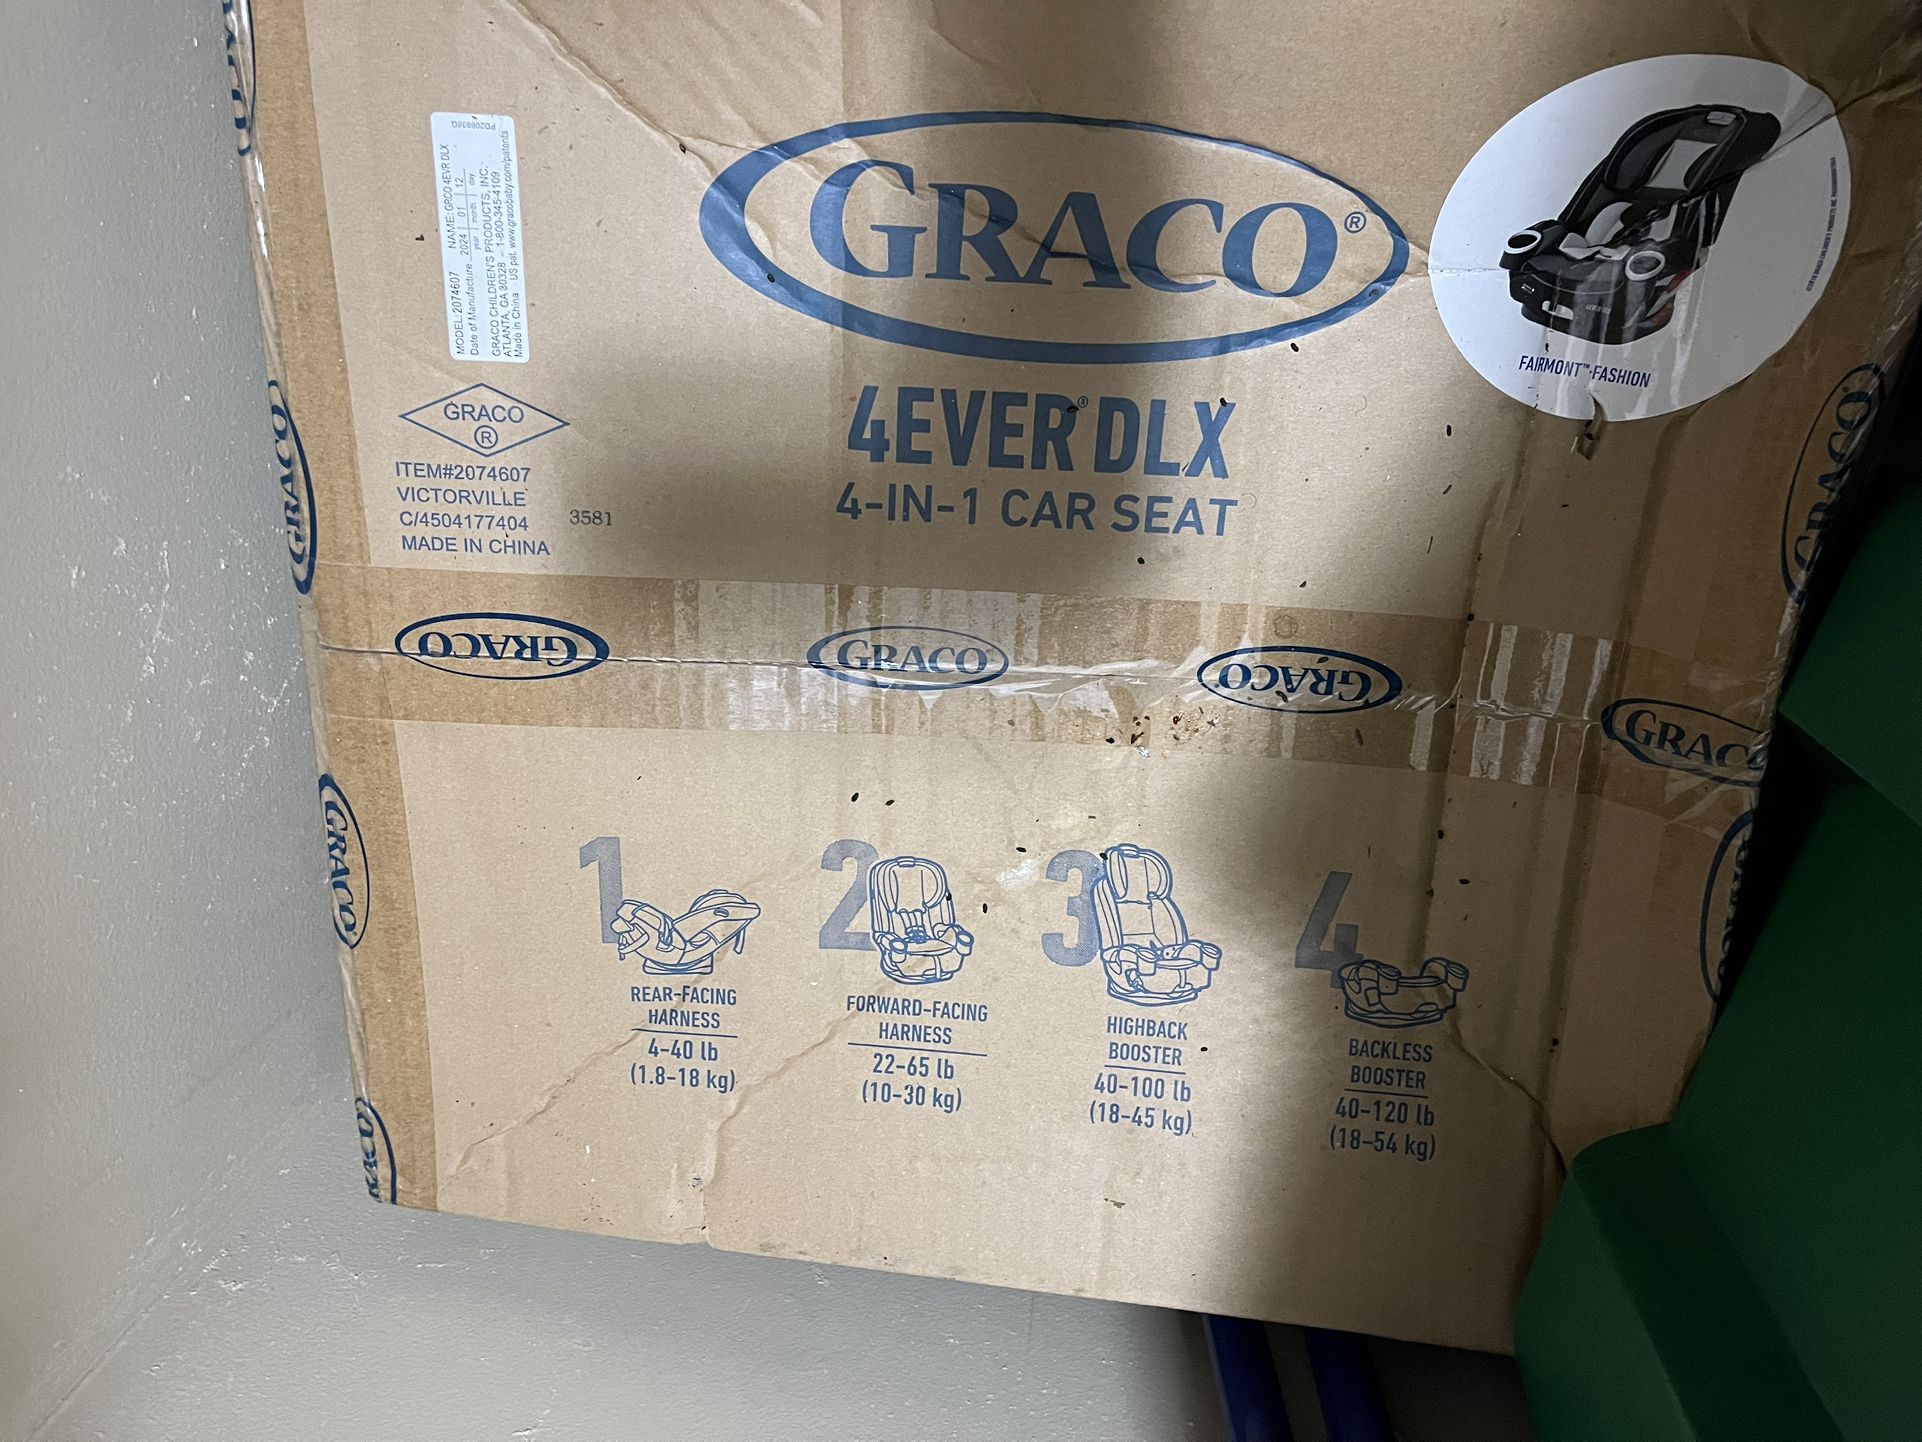 GRACO®
4EVER® DLX
4-IN-1 CAR SEAT
FAIRMONT™ FASHION
MODEL: 2074607 NAME: GRCO 4EVR DLX
Date of Manufacture 2024 01 12
year month day
GRACO CHILDREN'S PRODUCTS, INC.
ATLANTA, GA 30328 1-800-345-4109
Made In China US pat. www.gracobaby.com/patents
PD206938G
GRACO
®
ITEM#2074607
VICTORVILLE
C/4504177404
MADE IN CHINA
3581
GRACO
GRACO
GRACO
GRACO
GRACO
GRACO
GRACO
1
REAR-FACING
HARNESS
4-40 lb
(1.8-18 kg)
2
FORWARD-FACING
HARNESS
22-65 lb
(10-30 kg)
3
HIGHBACK
BOOSTER
40-100 lb
(18-45 kg)
4
BACKLESS
BOOSTER
40-120 lb
(18-54 kg)